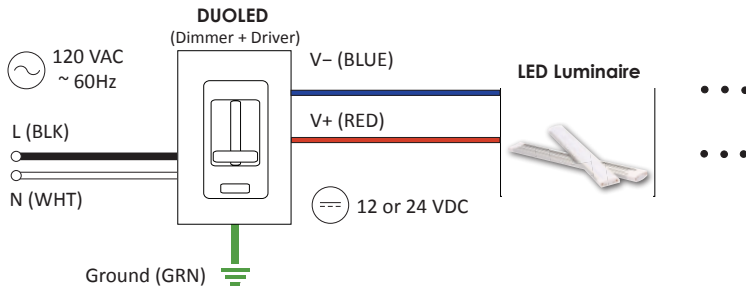 DUOLED
(Dimmer + Driver)
120 VAC
~ 60Hz
V− (BLUE)
LED Luminaire
V+ (RED)
L (BLK)
N (WHT)
12 or 24 VDC
Ground (GRN)